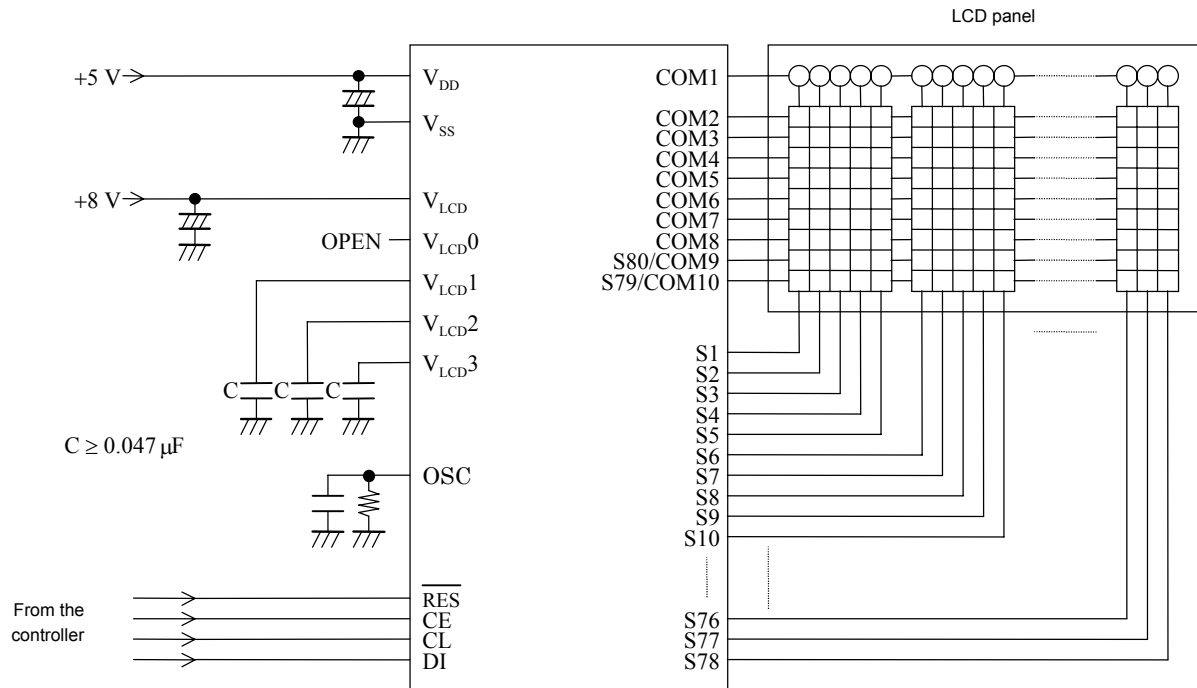 LCD panel
+5 V
V_DD
V_SS
+8 V
V_LCD
OPEN
V_LCD0
V_LCD1
V_LCD2
V_LCD3
C
C
C
C ≥ 0.047 μF
OSC
From the
controller
R̅E̅S̅
CE
CL
DI
COM1
COM2
COM3
COM4
COM5
COM6
COM7
COM8
S80/COM9
S79/COM10
S1
S2
S3
S4
S5
S6
S7
S8
S9
S10
S76
S77
S78